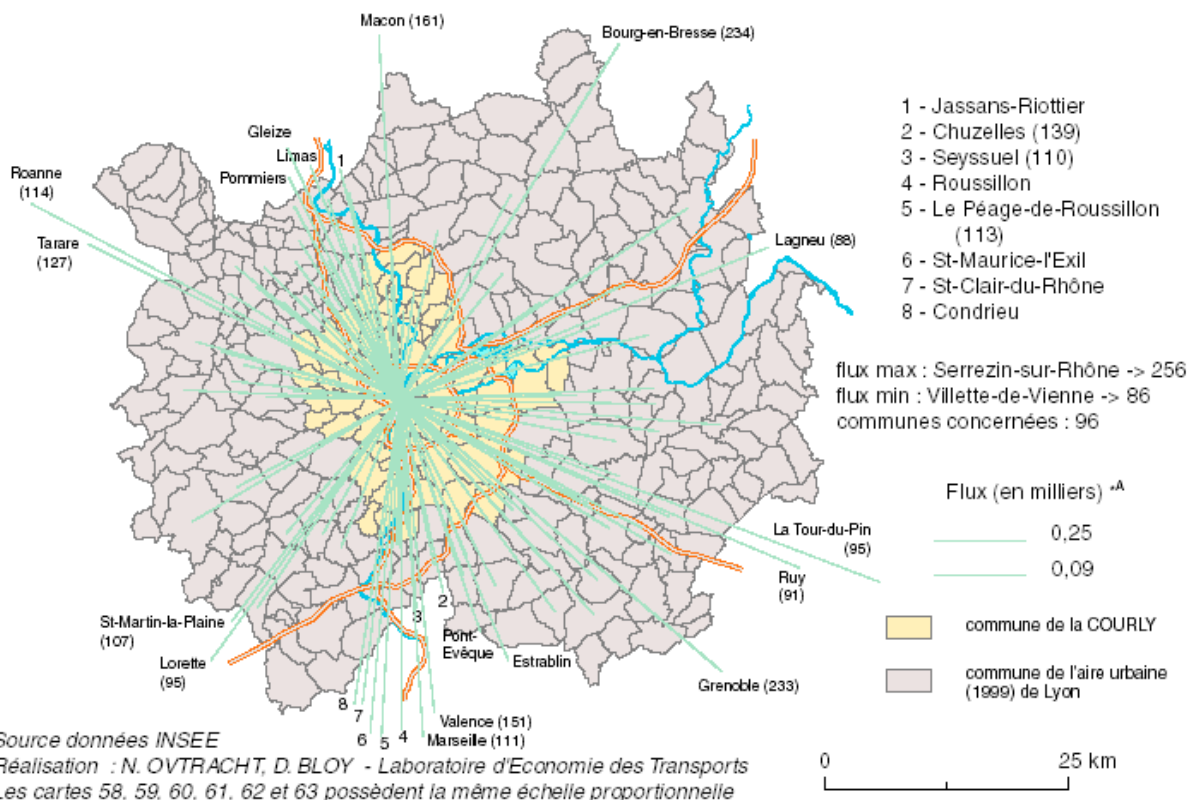 Macon (161)
Bourg-en-Bresse (234)
Gleize
Limas
1
Pommiers
Roanne
(114)
Tarare
(127)
Lagneu (88)
1 - Jassans-Riottier
2 - Chuzelles (139)
3 - Seyssuel (110)
4 - Roussillon
5 - Le Péage-de-Roussillon
(113)
6 - St-Maurice-l'Exil
7 - St-Clair-du-Rhône
8 - Condrieu
flux max : Serrezin-sur-Rhône -> 256
flux min : Villette-de-Vienne -> 86
communes concernées : 96
Flux (en milliers) *A
0,25
0,09
commune de la COURLY
commune de l'aire urbaine
(1999) de Lyon
La Tour-du-Pin
(95)
Ruy
(91)
St-Martin-la-Plaine
(107)
Lorette
(95)
2
3
Pont-
Evêque
Estrablin
Grenoble (233)
8
7
6
5
4
Valence (151)
Marseille (111)
0
25 km
Source données INSEE
Réalisation : N. OVTRACHT, D. BLOY - Laboratoire d'Economie des Transports
Les cartes 58, 59, 60, 61, 62 et 63 possèdent la même échelle proportionnelle